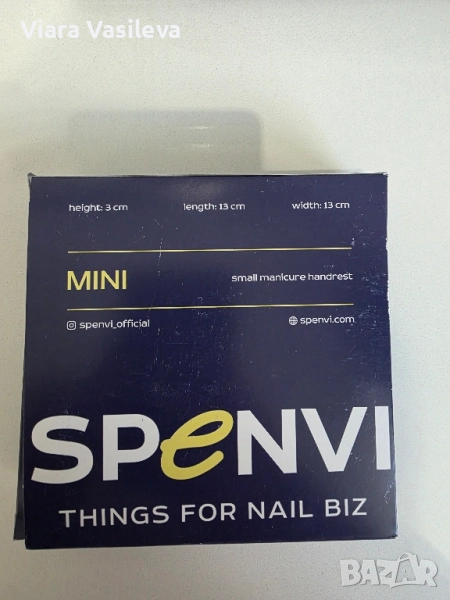 Viara Vasileva
height: 3 cm length: 13 cm width: 13 cm
MINI small manicure handrest
spenvi_official spenvi.com
SPeNVI
THINGS FOR NAIL BIZ
BAZAR